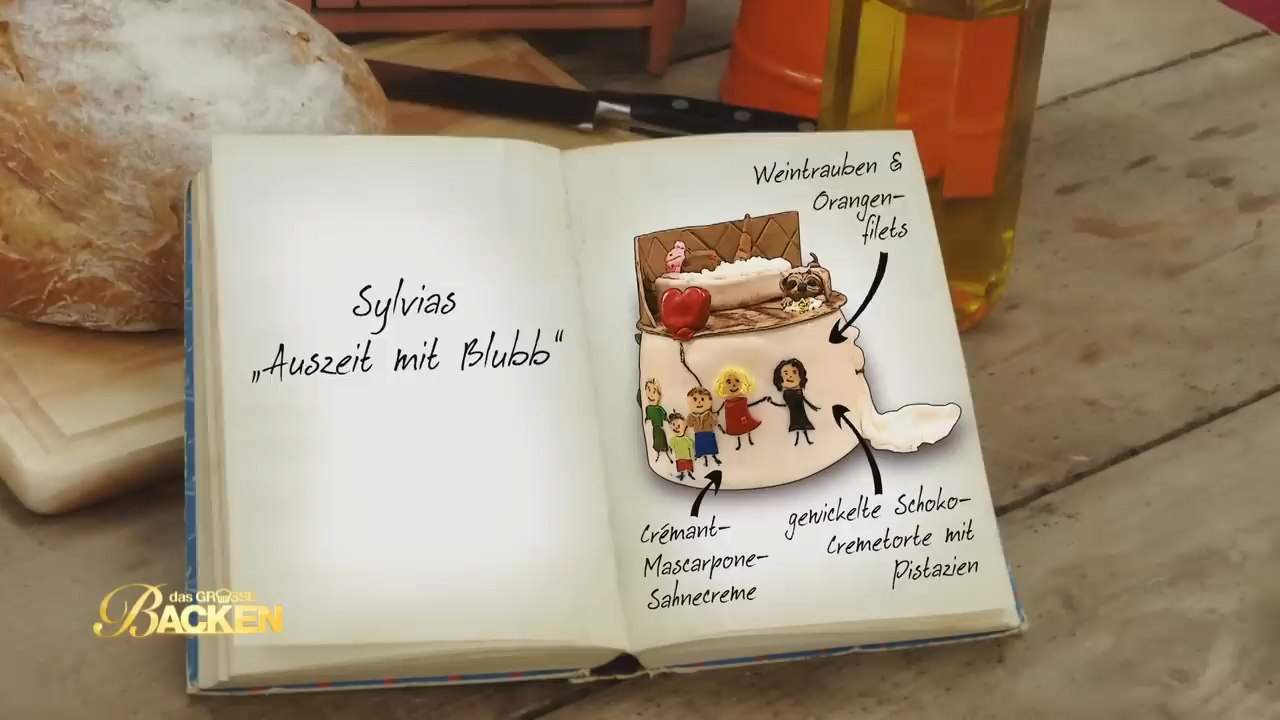 Sylvias
„Auszeit mit Blubb“
Weintrauben &
Orangen-
filets
Crémant-
Mascarpone-
Sahnecreme
gewickelte Schoko-
Cremetorte mit
Pistazien
das GROSSE
BACKEN